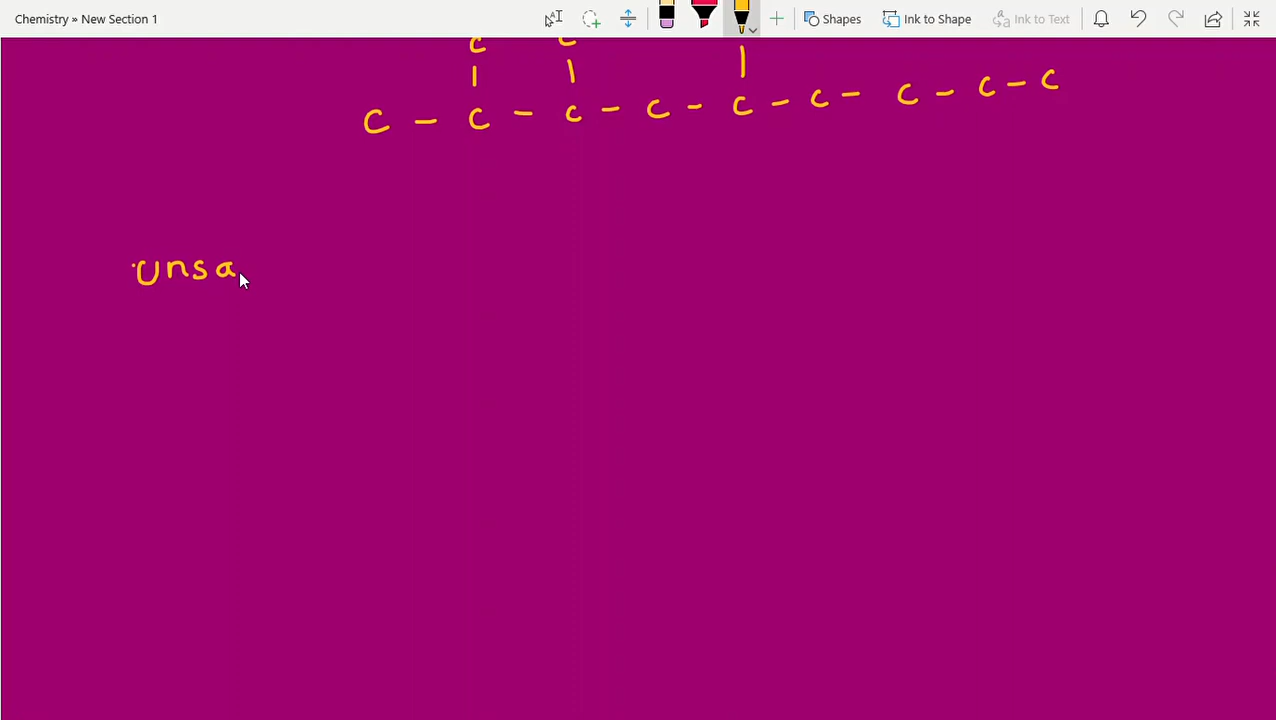 Chemistry » New Section 1
Shapes
Ink to Shape
Ink to Text
c c
c - c - c - c - c - c - c - c - c
unsa